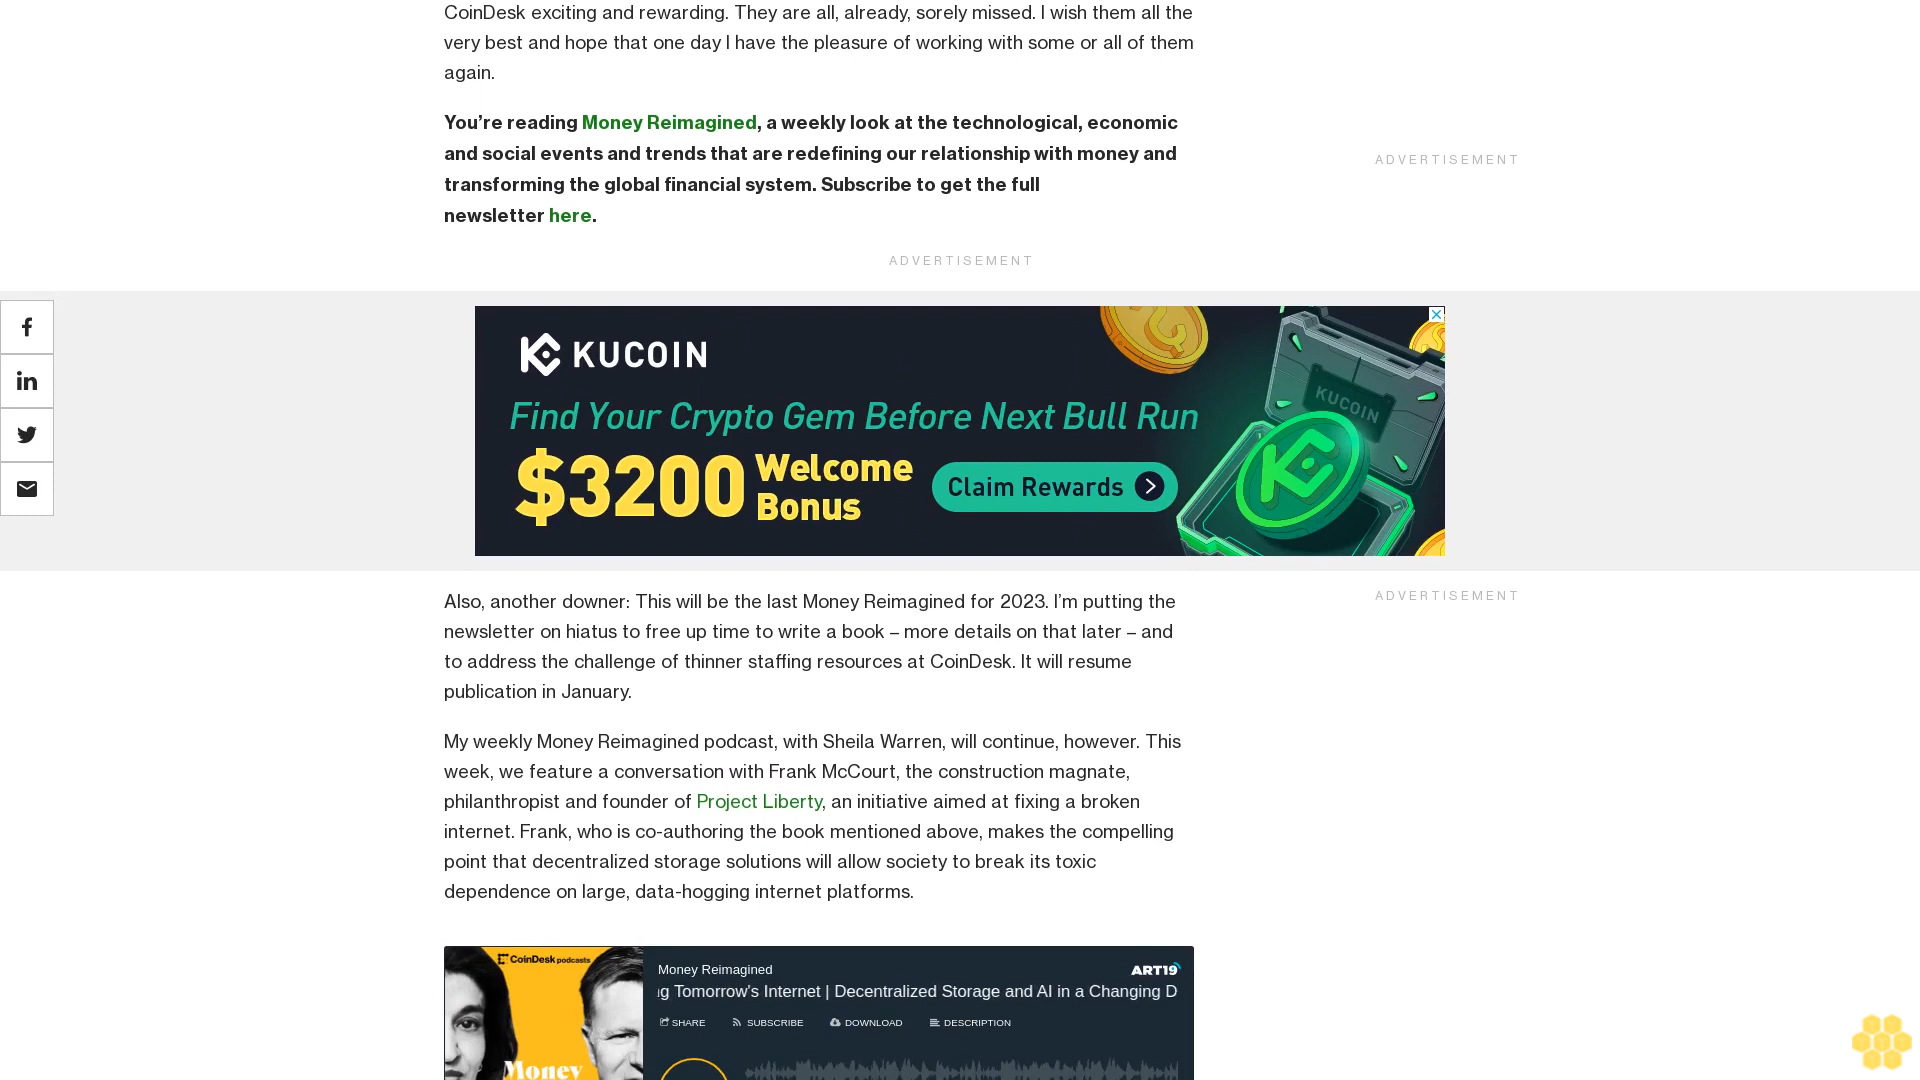 CoinDesk exciting and rewarding. They are all, already, sorely missed. I wish them all the
very best and hope that one day I have the pleasure of working with some or all of them
again.
You’re reading Money Reimagined, a weekly look at the technological, economic
and social events and trends that are redefining our relationship with money and
transforming the global financial system. Subscribe to get the full
newsletter here.
ADVERTISEMENT
ADVERTISEMENT
KUCOIN
Find Your Crypto Gem Before Next Bull Run
$3200 Welcome
Bonus
Claim Rewards
KUCOIN
Also, another downer: This will be the last Money Reimagined for 2023. I’m putting the
newsletter on hiatus to free up time to write a book – more details on that later – and
to address the challenge of thinner staffing resources at CoinDesk. It will resume
publication in January.
ADVERTISEMENT
My weekly Money Reimagined podcast, with Sheila Warren, will continue, however. This
week, we feature a conversation with Frank McCourt, the construction magnate,
philanthropist and founder of Project Liberty, an initiative aimed at fixing a broken
internet. Frank, who is co-authoring the book mentioned above, makes the compelling
point that decentralized storage solutions will allow society to break its toxic
dependence on large, data-hogging internet platforms.
CoinDesk podcasts
Money
Money Reimagined
ART19
g Tomorrow's Internet | Decentralized Storage and AI in a Changing D
SHARE SUBSCRIBE DOWNLOAD DESCRIPTION